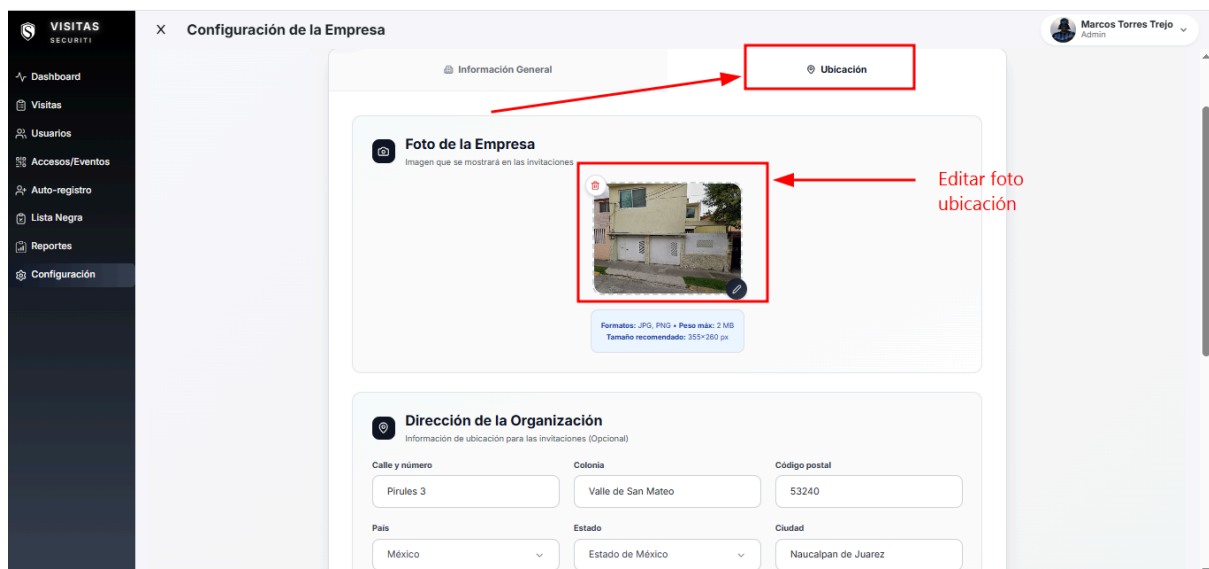 VISITAS
SECURITI
X Configuración de la Empresa
Marcos Torres Trejo
Admin
Dashboard
Visitas
Usuarios
Accesos/Eventos
Auto-registro
Lista Negra
Reportes
Configuración
Información General
Ubicación
Foto de la Empresa
Imagen que se mostrará en las invitaciones
Editar foto
ubicación
Formatos: JPG, PNG • Peso máx: 2 MB
Tamaño recomendado: 355×260 px
Dirección de la Organización
Información de ubicación para las invitaciones (Opcional)
Calle y número Colonia Código postal
Pirules 3 Valle de San Mateo 53240
País Estado Ciudad
México Estado de México Naucalpan de Juarez